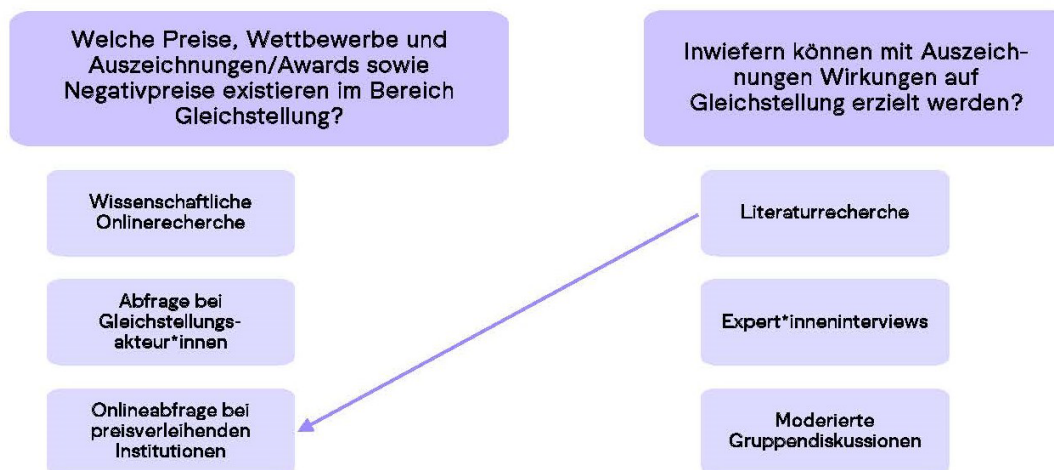 Welche Preise, Wettbewerbe und
Auszeichnungen/Awards sowie
Negativpreise existieren im Bereich
Gleichstellung?
Wissenschaftliche
Onlinerecherche
Abfrage bei
Gleichstellungs-
akteur*innen
Onlineabfrage bei
preisverleihenden
Institutionen
Inwiefern können mit Auszeich-
nungen Wirkungen auf
Gleichstellung erzielt werden?
Literaturrecherche
Expert*inneninterviews
Moderierte
Gruppendiskussionen